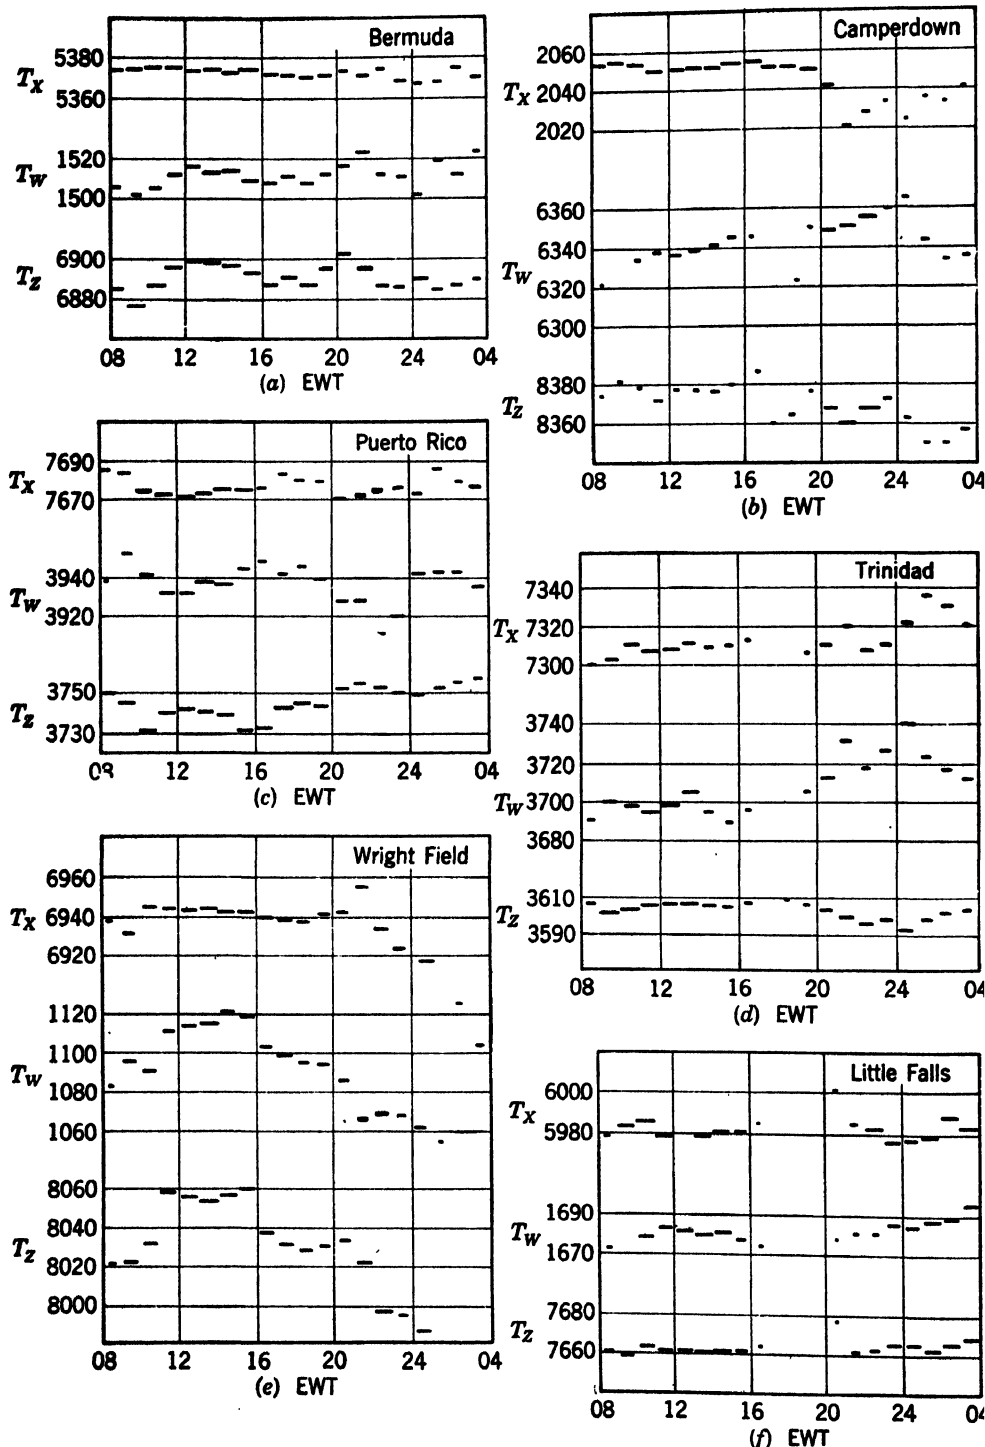 Bermuda
5380
T_X
5360
1520
T_W
1500
6900
T_Z
6880
08 12 16 20 24 04
(a) EWT
Camperdown
2060
T_X 2040
2020
6360
6340
T_W
6320
6300
8380
T_Z
8360
08 12 16 20 24 04
(b) EWT
Puerto Rico
7690
T_X
7670
3940
T_W
3920
3750
T_Z
3730
08 12 16 20 24 04
(c) EWT
Trinidad
7340
7320
T_X
7300
3740
3720
T_W 3700
3680
3610
T_Z
3590
08 12 16 20 24 04
(d) EWT
Wright Field
6960
T_X 6940
6920
1120
1100
T_W
1080
1060
8060
8040
T_Z
8020
8000
08 12 16 20 24 04
(e) EWT
Little Falls
6000
T_X
5980
1690
T_W
1670
7680
T_Z
7660
08 12 16 20 24 04
(f) EWT